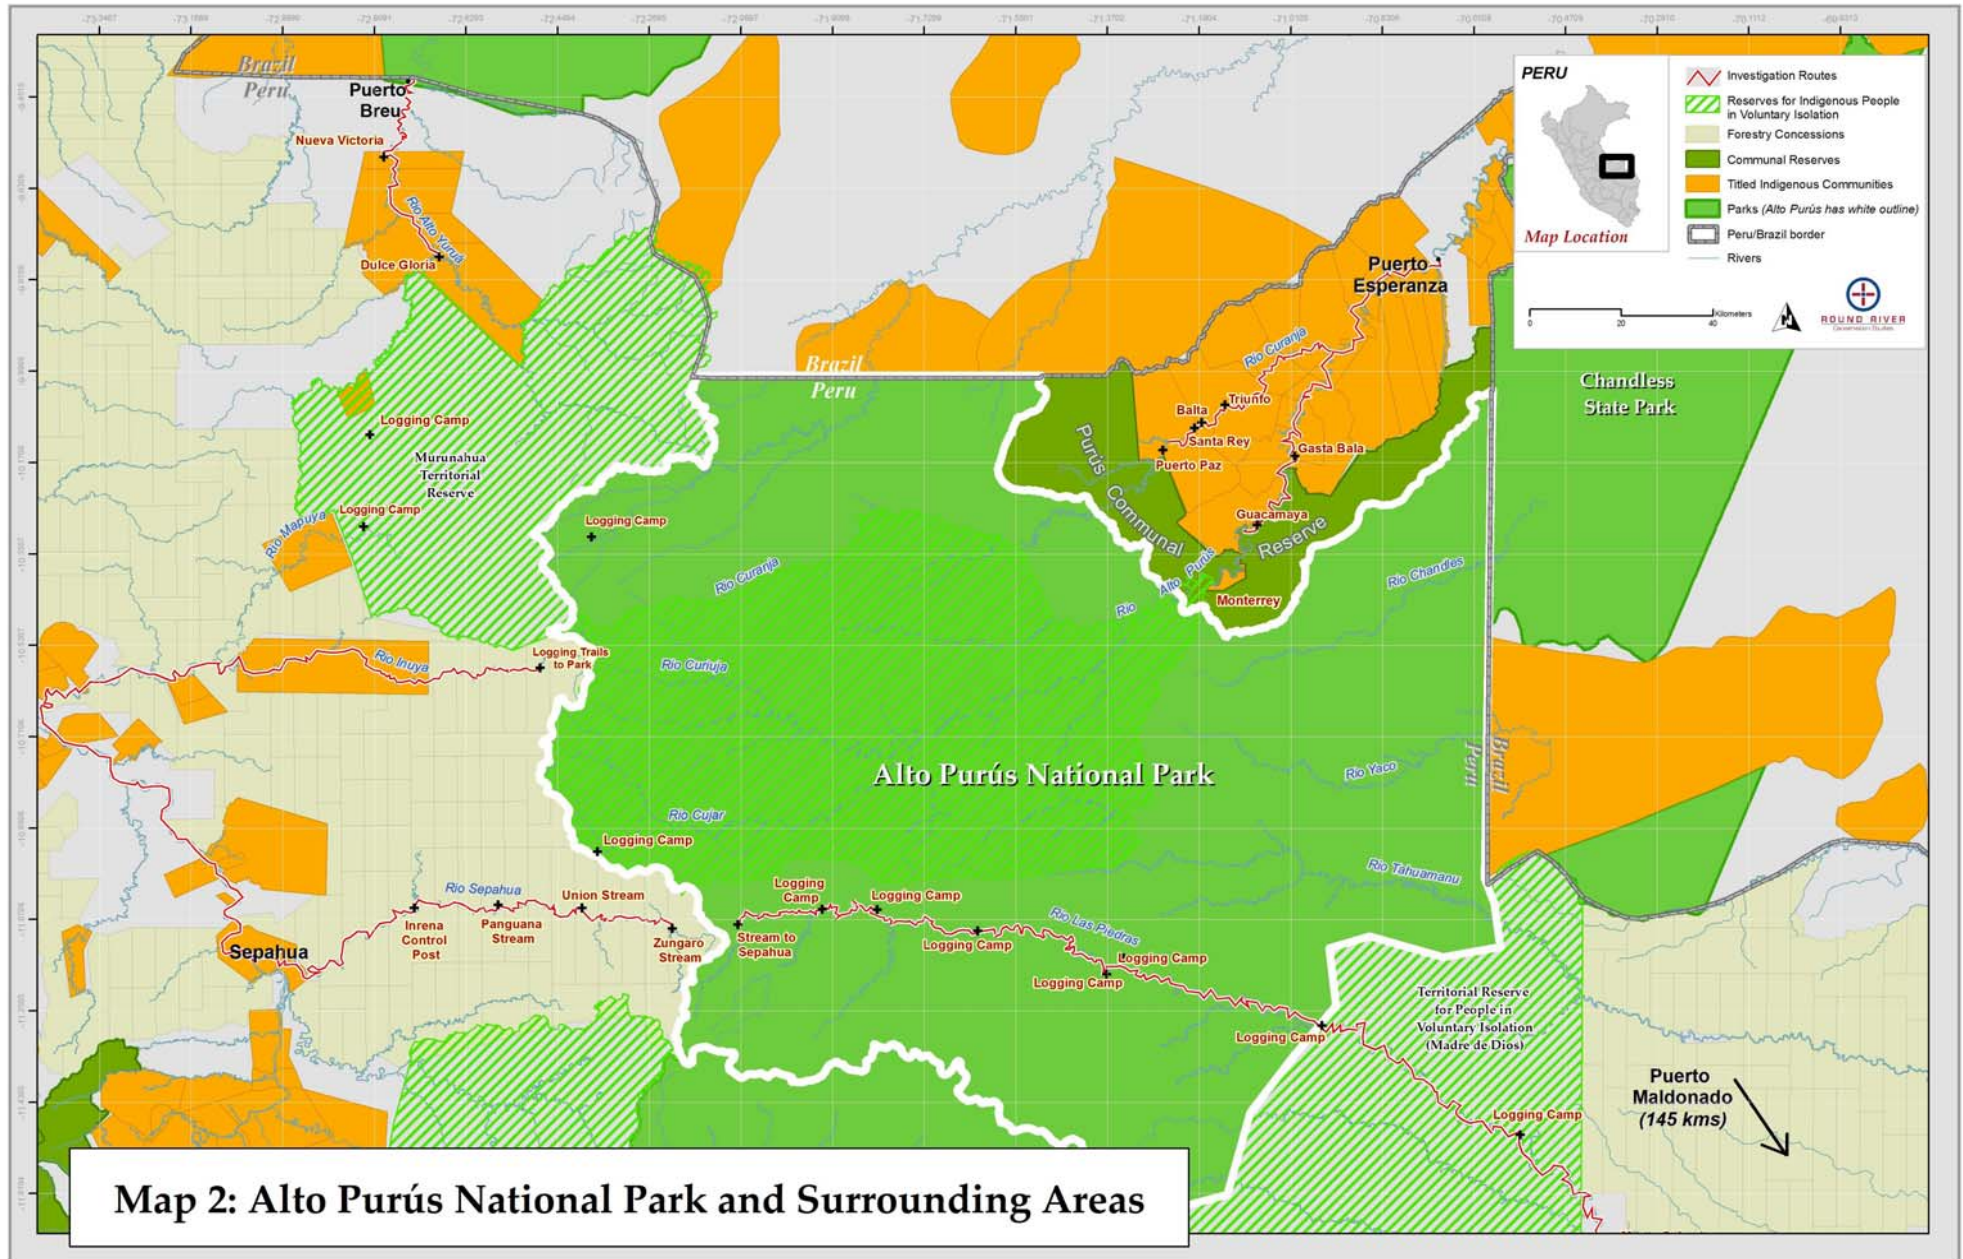 Brazil
Peru
Puerto
Breu
Nueva Victoria
Rio Alto Yuruá
Dulce Gloria
Logging Camp
Murunahua
Territorial
Reserve
Logging Camp
Rio Mapuya
Logging Camp
Rio Inuya
Logging Trails
to Park
Brazil
Peru
Puerto
Esperanza
Rio Curanja
Triunfo
Balta
Santa Rey
Puerto Paz
Gasta Bala
Guacamaya
Purús Communal Reserve
Rio Alto Purús
Monterrey
Rio Curanja
Rio Chandles
Rio Curiuja
Alto Purús National Park
Rio Yaco
Brazil
Peru
Rio Cujar
Logging Camp
Rio Tahuamanu
Rio Sepahua
Union Stream
Inrena
Control
Post
Panguana
Stream
Zungaro
Stream
Sepahua
Logging
Camp
Logging Camp
Stream to
Sepahua
Logging Camp
Rio Las Piedras
Logging Camp
Logging Camp
Logging Camp
Territorial Reserve
for People in
Voluntary Isolation
(Madre de Dios)
Logging Camp
Puerto
Maldonado
(145 kms)
Chandless
State Park
PERU
Map Location
Investigation Routes
Reserves for Indigenous People
in Voluntary Isolation
Forestry Concessions
Communal Reserves
Titled Indigenous Communities
Parks (Alto Purús has white outline)
Peru/Brazil border
Rivers
0 20 40 Kilometers
N
ROUND RIVER
Conservation Studies
Map 2: Alto Purús National Park and Surrounding Areas